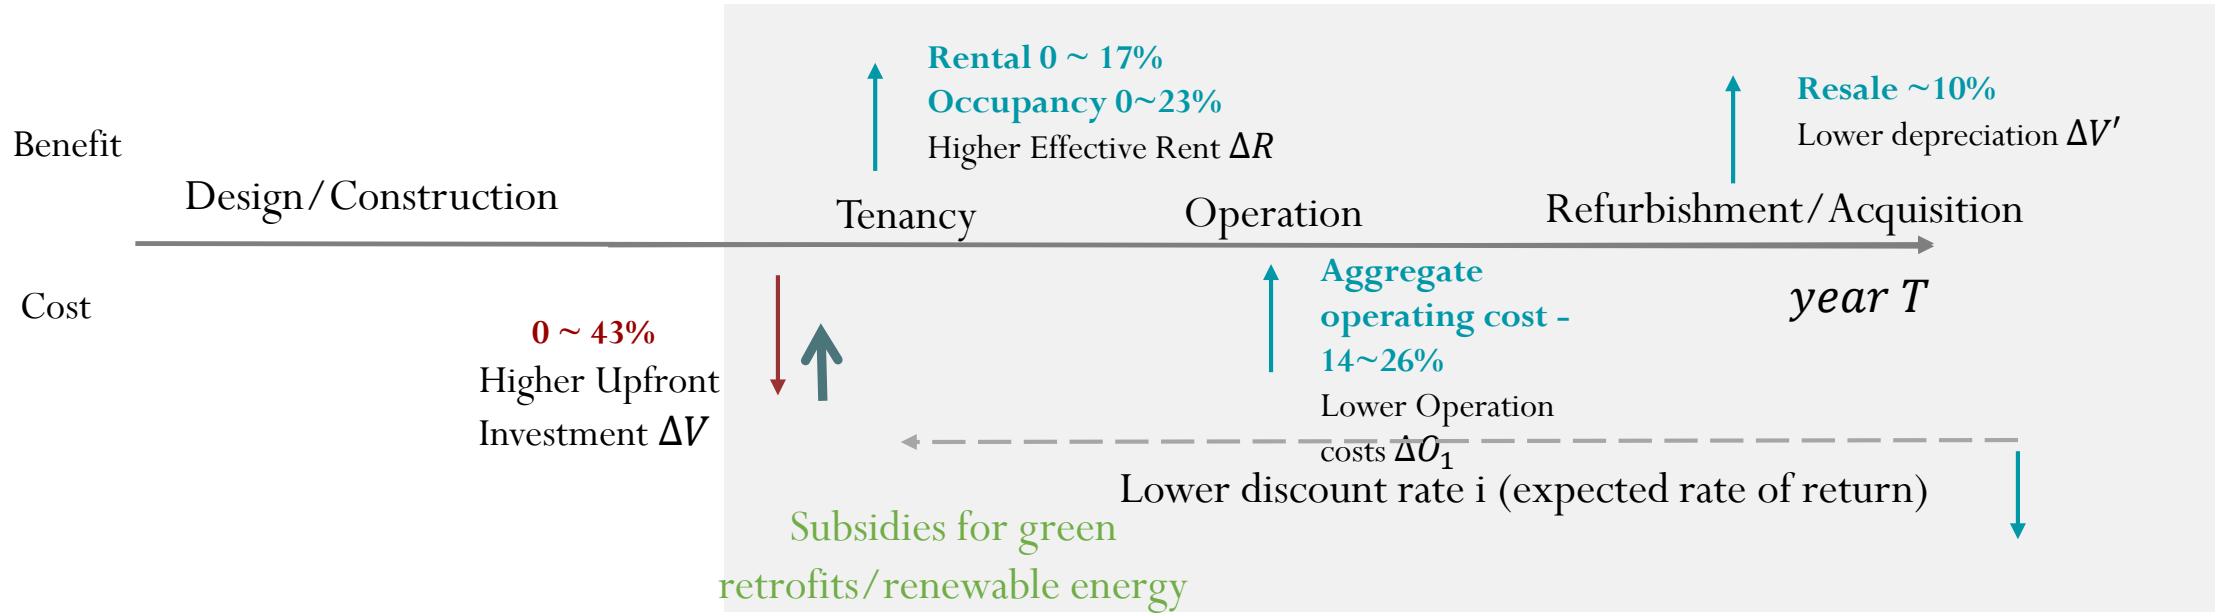 Benefit
Design/Construction
Rental 0 ~ 17%
Occupancy 0~23%
Higher Effective Rent Δ𝑅
Resale ~10%
Lower depreciation Δ𝑉′
Tenancy
Operation
Refurbishment/Acquisition
Cost
0 ~ 43%
Higher Upfront
Investment Δ𝑉
Aggregate
operating cost -
14~26%
Lower Operation
costs Δ𝑂₁
𝑦𝑒𝑎𝑟 𝑇
Lower discount rate i (expected rate of return)
Subsidies for green
retrofits/renewable energy